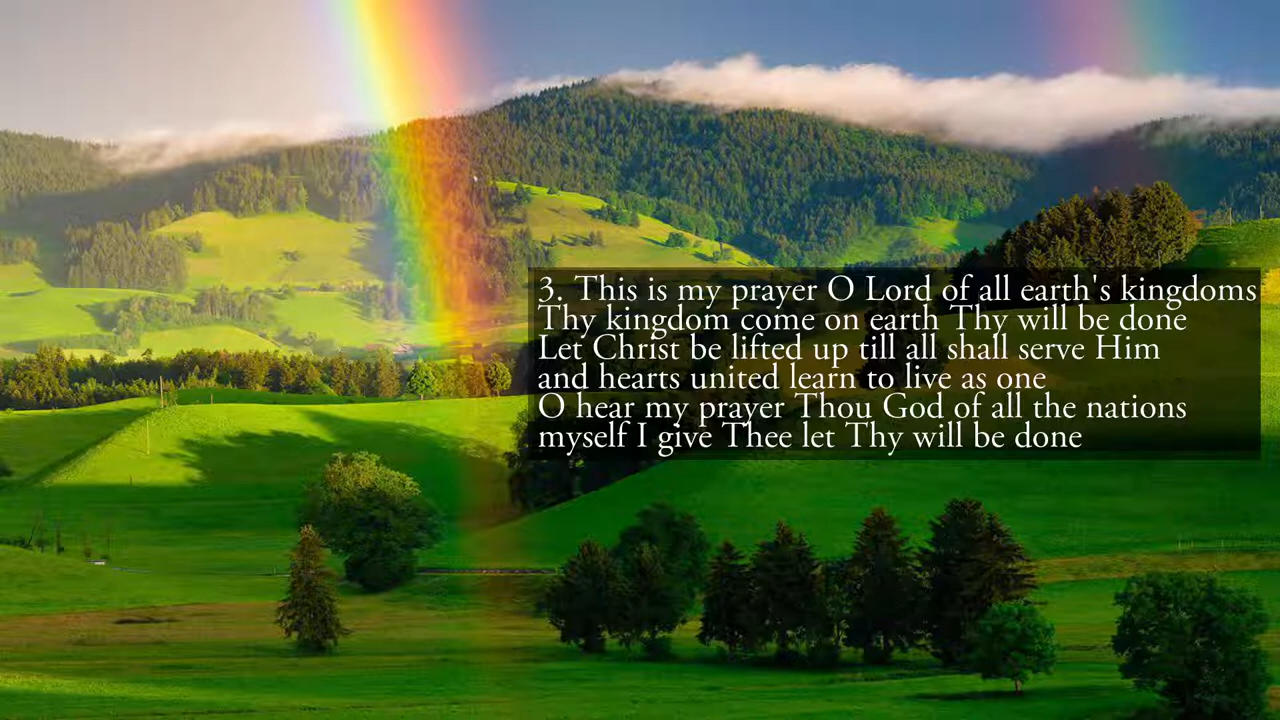 3. This is my prayer O Lord of all earth's kingdoms
Thy kingdom come on earth Thy will be done
Let Christ be lifted up till all shall serve Him
and hearts united learn to live as one
O hear my prayer Thou God of all the nations
myself I give Thee let Thy will be done